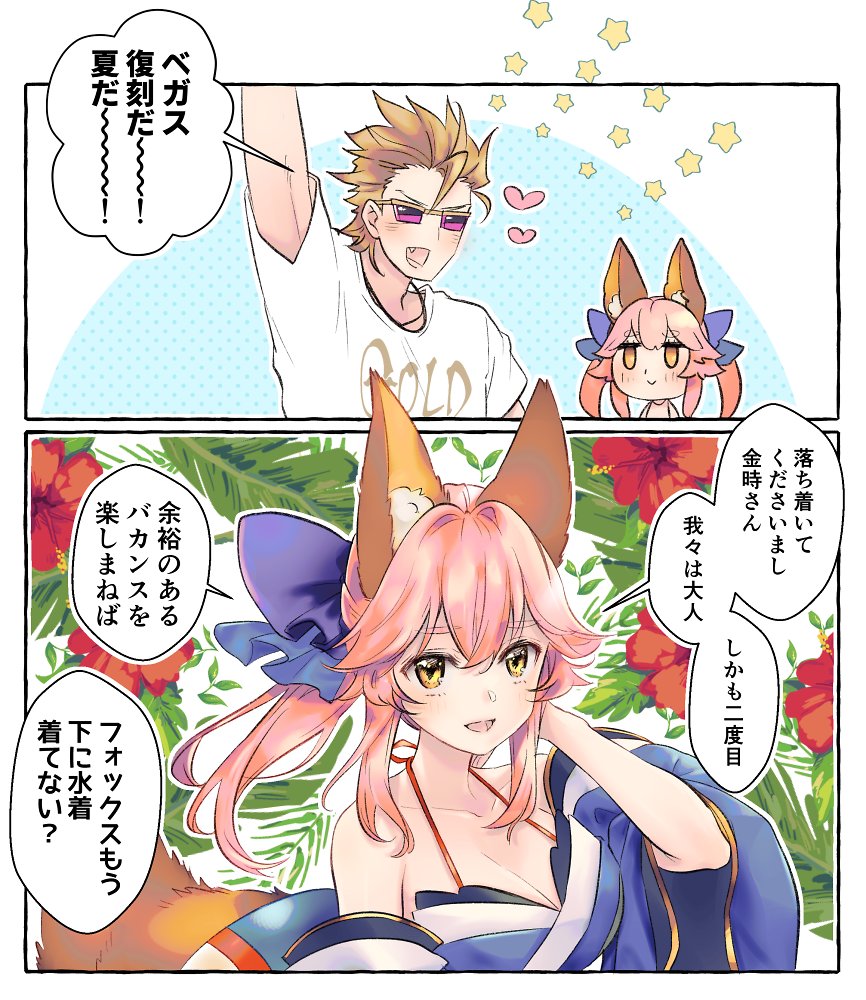 ベガス
復刻だ〜〜〜！
夏だ〜〜〜〜！
GOLD
落ち着いて
くださいまし
金時さん
我々は大人
しかも二度目
余裕のある
バカンスを
楽しまねば
フォックスもう
下に水着
着てない？